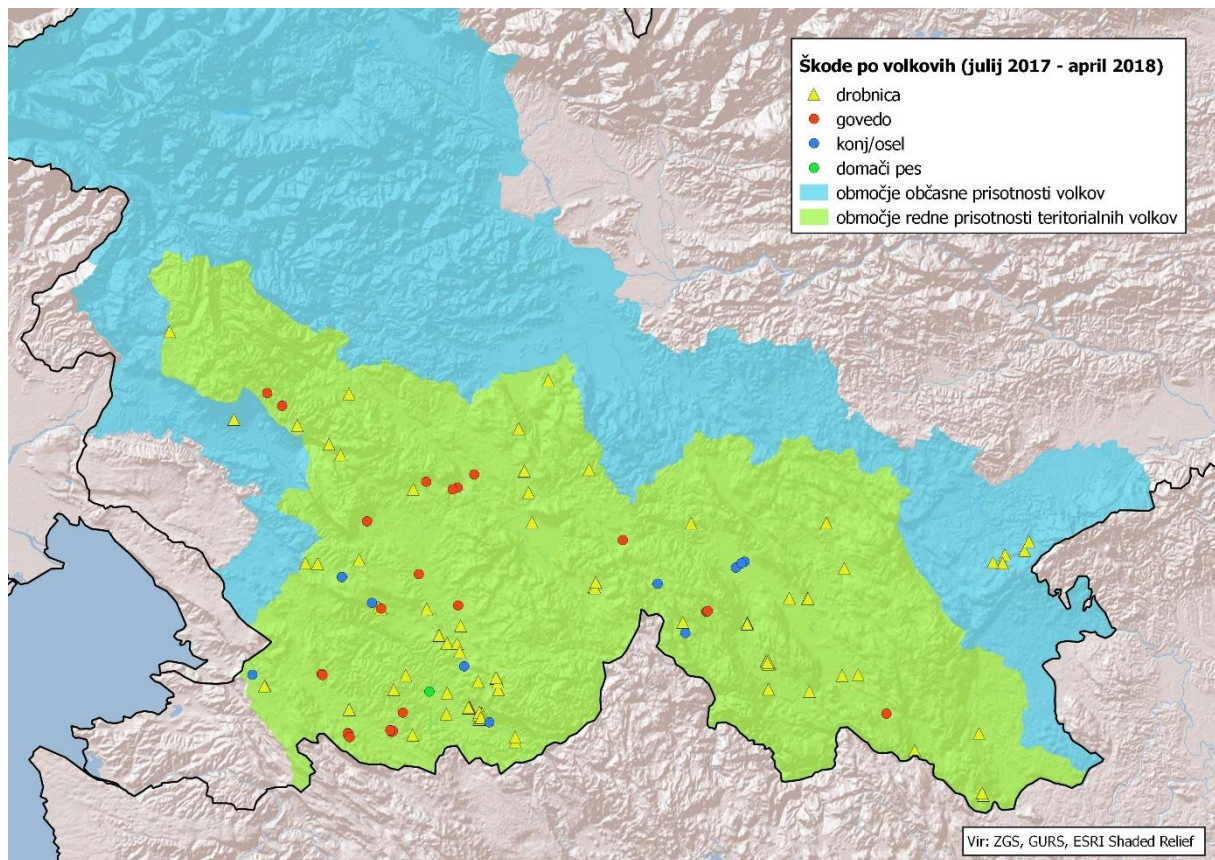 Škode po volkovih (julij 2017 - april 2018)
drobnica
govedo
konj/osel
domači pes
območje občasne prisotnosti volkov
območje redne prisotnosti teritorialnih volkov
Vir: ZGS, GURS, ESRI Shaded Relief